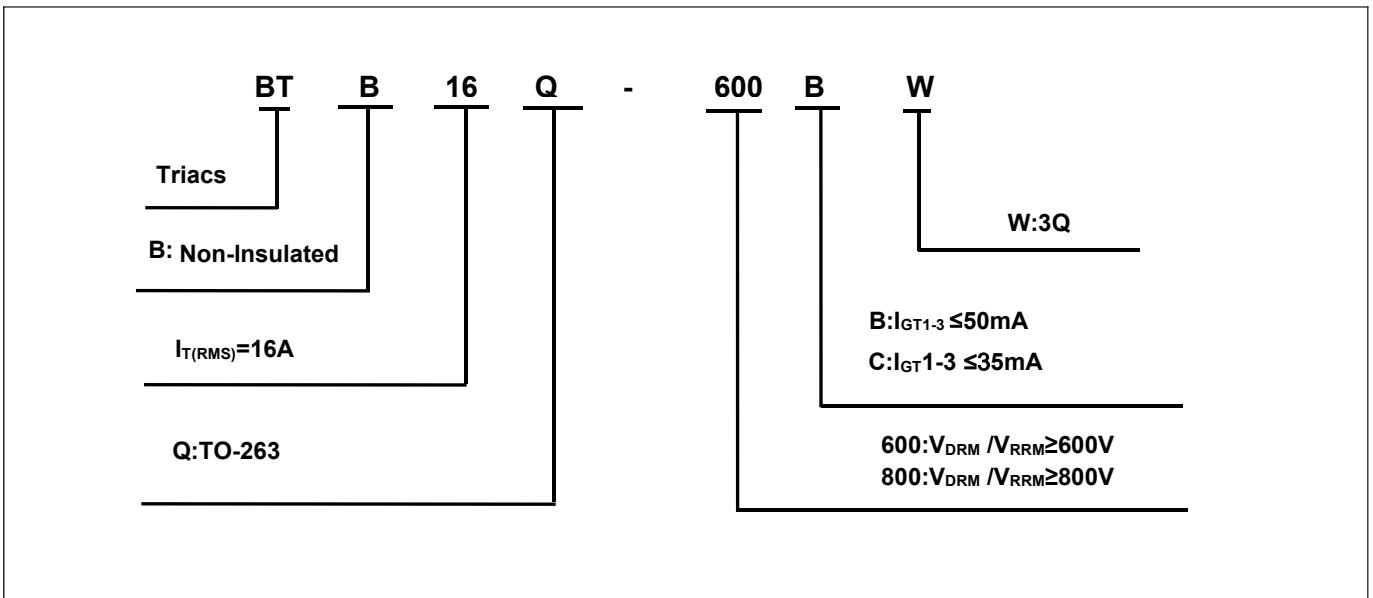 BT B 16 Q - 600 B W
Triacs
B: Non-Insulated
IT(RMS)=16A
Q:TO-263
W:3Q
B:IGT1-3 ≤50mA
C:IGT1-3 ≤35mA
600:VDRM /VRRM≥600V
800:VDRM /VRRM≥800V